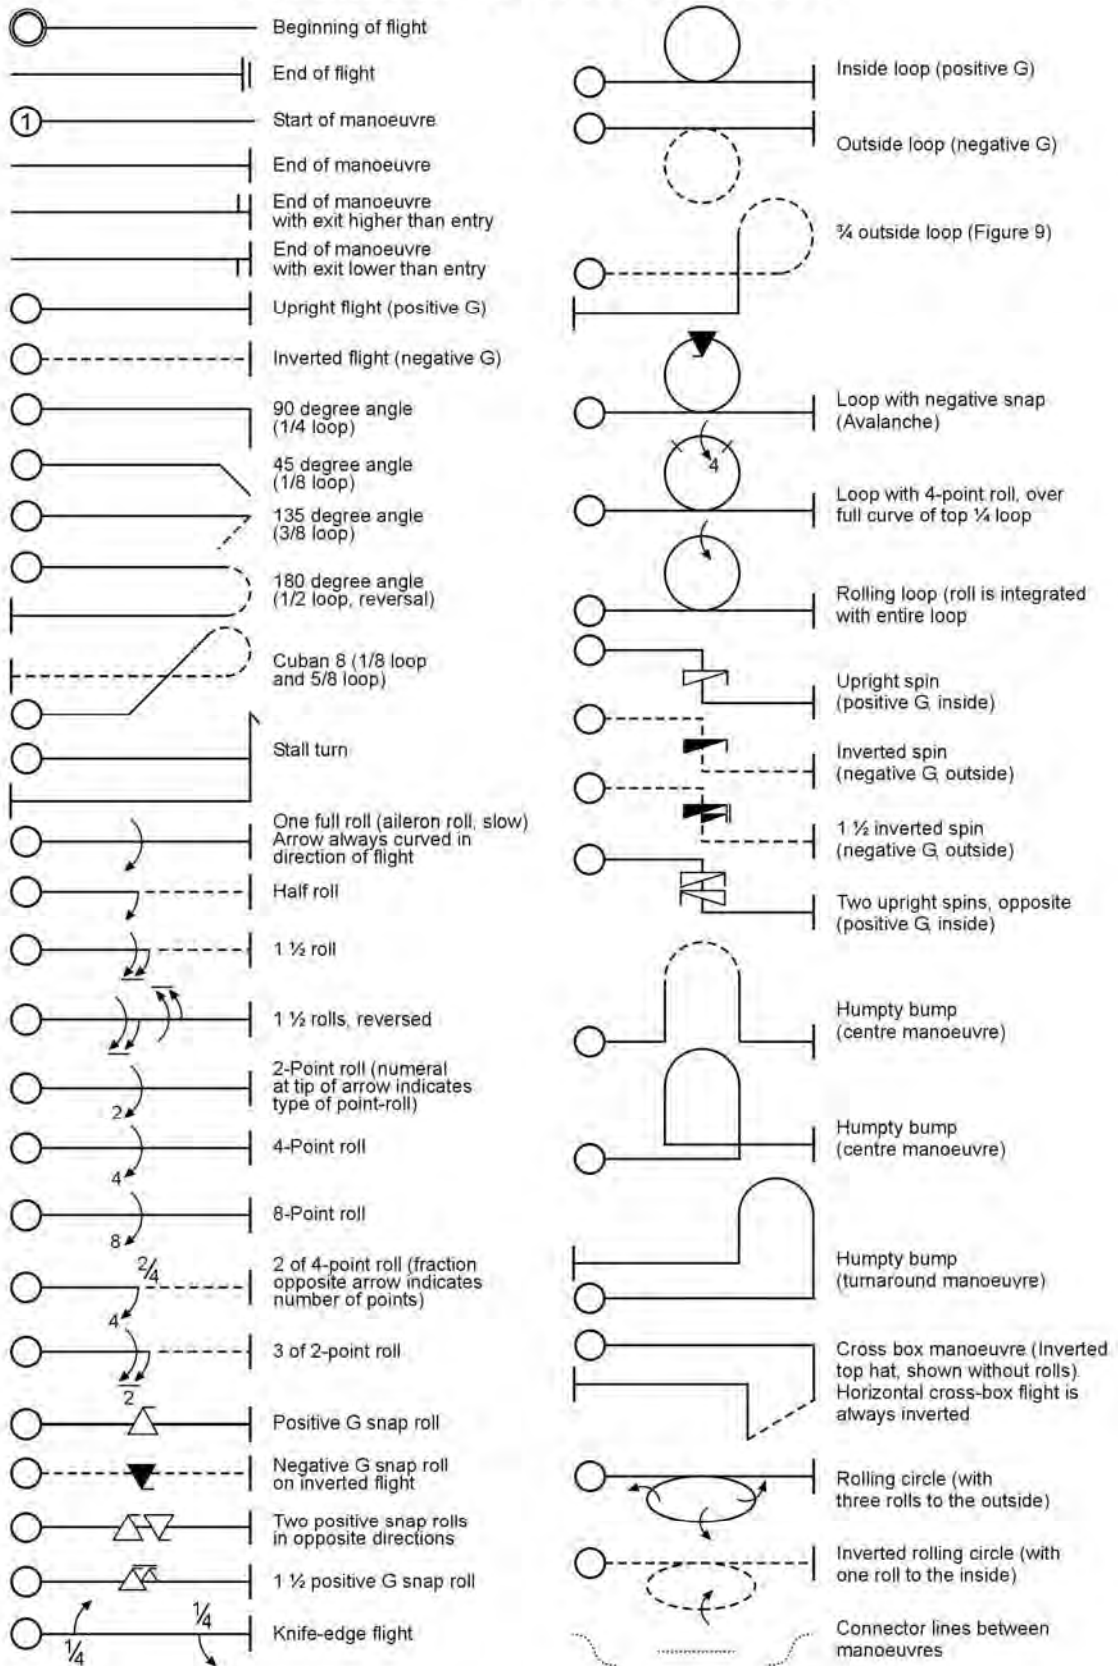 Beginning of flight
End of flight
1
Start of manoeuvre
End of manoeuvre
End of manoeuvre
with exit higher than entry
End of manoeuvre
with exit lower than entry
Upright flight (positive G)
Inverted flight (negative G)
90 degree angle
(1/4 loop)
45 degree angle
(1/8 loop)
135 degree angle
(3/8 loop)
180 degree angle
(1/2 loop, reversal)
Cuban 8 (1/8 loop
and 5/8 loop)
Stall turn
One full roll (aileron roll, slow)
Arrow always curved in
direction of flight
Half roll
1 ½ roll
1 ½ rolls, reversed
2-Point roll (numeral
at tip of arrow indicates
type of point-roll)
2
4-Point roll
4
8-Point roll
8
2/4
2 of 4-point roll (fraction
opposite arrow indicates
number of points)
4
3 of 2-point roll
2
Positive G snap roll
Negative G snap roll
on inverted flight
Two positive snap rolls
in opposite directions
1 ½ positive G snap roll
¼
¼
Knife-edge flight
Inside loop (positive G)
Outside loop (negative G)
¾ outside loop (Figure 9)
Loop with negative snap
(Avalanche)
4
Loop with 4-point roll, over
full curve of top ¼ loop
Rolling loop (roll is integrated
with entire loop
Upright spin
(positive G, inside)
Inverted spin
(negative G, outside)
1 ½ inverted spin
(negative G, outside)
Two upright spins, opposite
(positive G, inside)
Humpty bump
(centre manoeuvre)
Humpty bump
(centre manoeuvre)
Humpty bump
(turnaround manoeuvre)
Cross box manoeuvre (Inverted
top hat, shown without rolls).
Horizontal cross-box flight is
always inverted
Rolling circle (with
three rolls to the outside)
Inverted rolling circle (with
one roll to the inside)
Connector lines between
manoeuvres